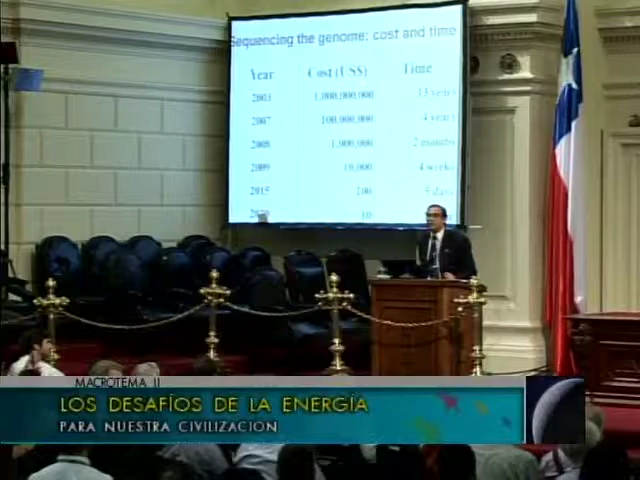 Sequencing the genome: cost and time
Year Cost (US$) Time
2003 1,000,000,000 13 years
2007 100,000,000 4 years
2008 1,000,000 2 months
2009 10,000 4 weeks
2015 200 5 days
10
MACROTEMA II
LOS DESAFÍOS DE LA ENERGÍA
PARA NUESTRA CIVILIZACION